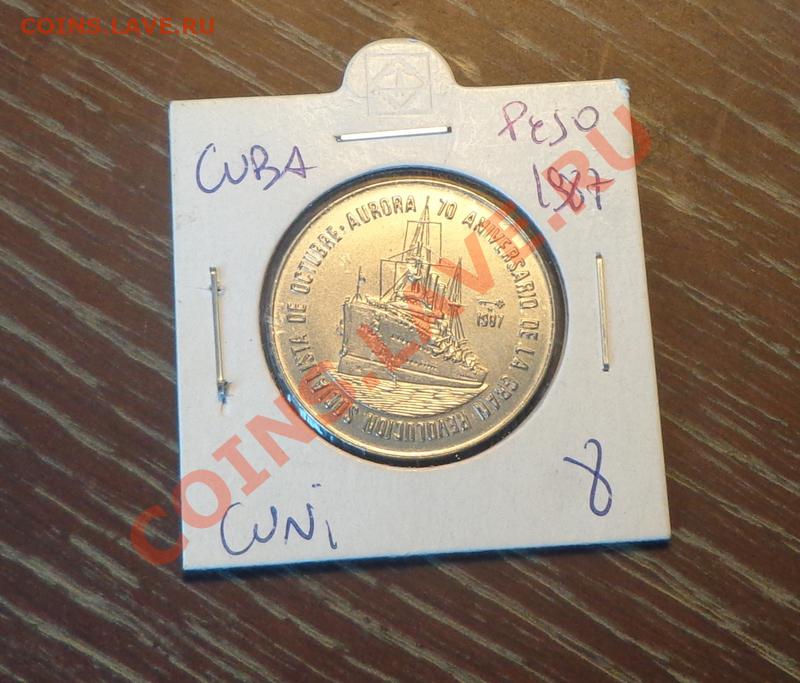 COINS.LAVE.RU
CUBA
PESO
1987
AURORA 70 ANIVERSARIO DE LA GRAN REVOLUCION SOCIALISTA DE OCTUBRE
1987
CUNi
8
COINS.LAVE.RU